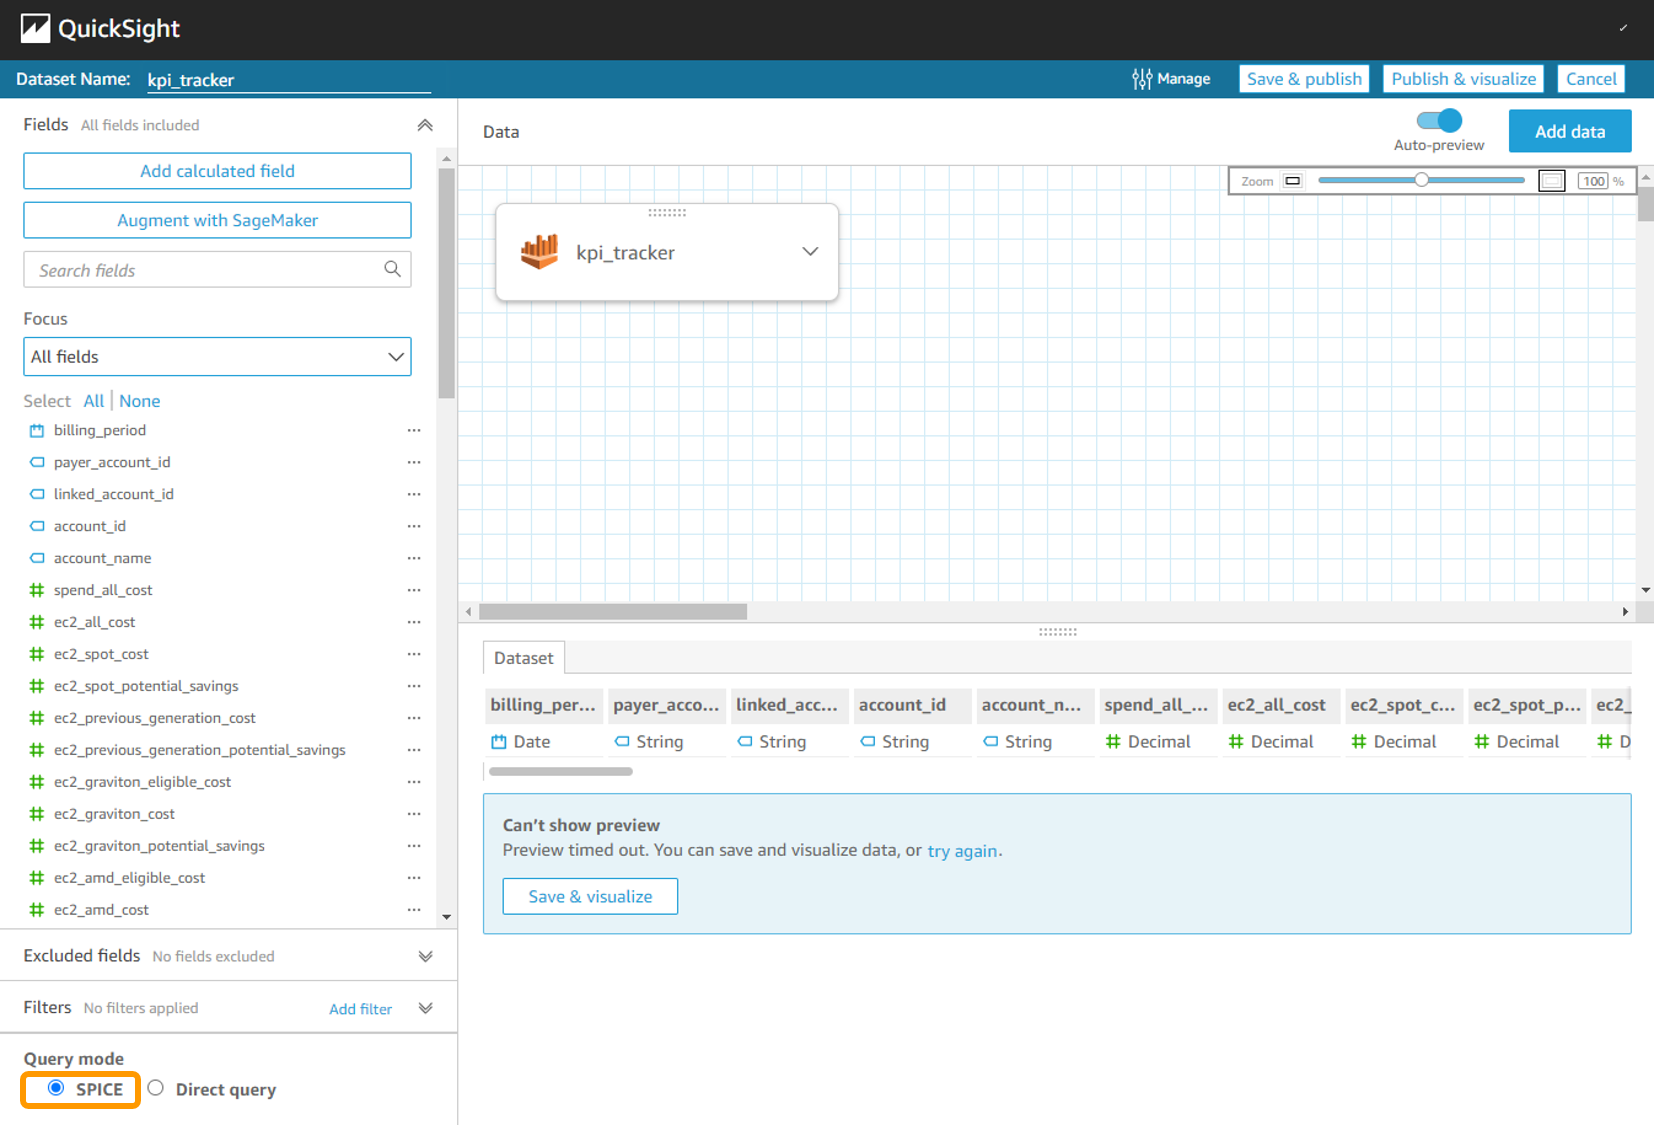 QuickSight
Dataset Name: kpi_tracker
Manage
Save & publish
Publish & visualize
Cancel
Fields All fields included
Add calculated field
Augment with SageMaker
Search fields
Focus
All fields
Select All | None
billing_period
payer_account_id
linked_account_id
account_id
account_name
spend_all_cost
ec2_all_cost
ec2_spot_cost
ec2_spot_potential_savings
ec2_previous_generation_cost
ec2_previous_generation_potential_savings
ec2_graviton_eligible_cost
ec2_graviton_cost
ec2_graviton_potential_savings
ec2_amd_eligible_cost
ec2_amd_cost
Excluded fields No fields excluded
Filters No filters applied Add filter
Query mode
SPICE Direct query
Data
Auto-preview
Add data
Zoom 100 %
kpi_tracker
Dataset
billing_per... payer_acco... linked_acc... account_id account_n... spend_all_... ec2_all_cost ec2_spot_c... ec2_spot_p... ec2_
Date String String String String Decimal Decimal Decimal Decimal D
Can't show preview
Preview timed out. You can save and visualize data, or try again.
Save & visualize